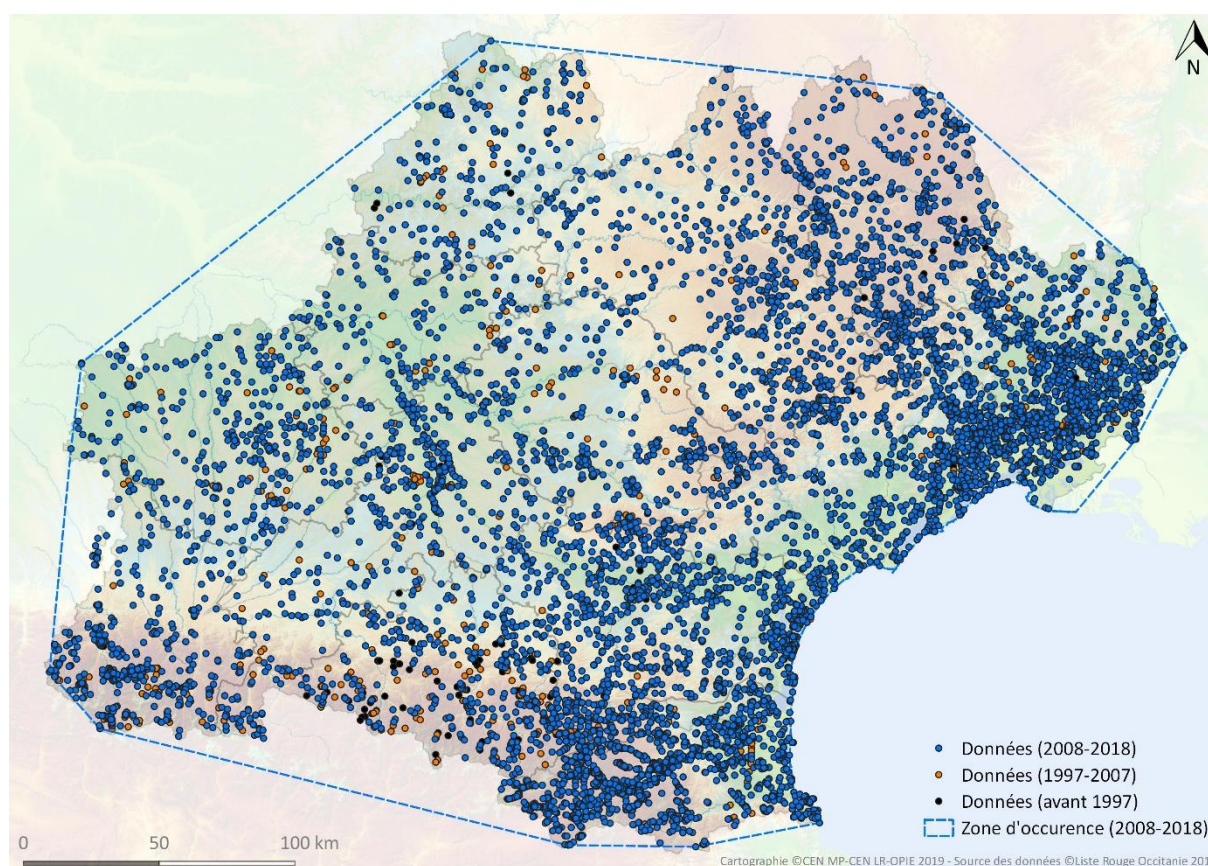 N
Données (2008-2018)
Données (1997-2007)
Données (avant 1997)
Zone d'occurence (2008-2018)
0 50 100 km
Cartographie ©CEN MP-CEN LR-OPIE 2019 - Source des données ©Liste Rouge Occitanie 201